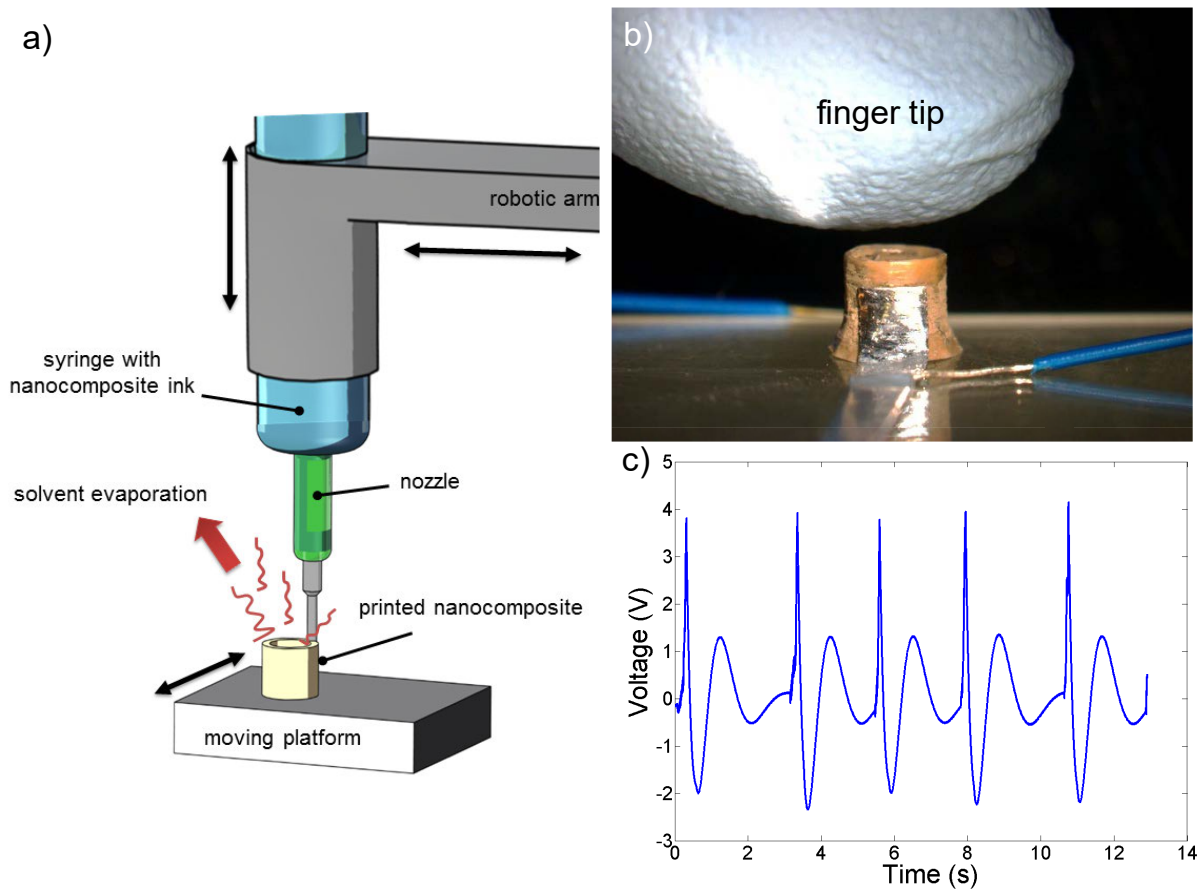 a)
robotic arm
syringe with
nanocomposite ink
nozzle
solvent evaporation
printed nanocomposite
moving platform
b)
finger tip
c)
5
4
3
2
1
0
-1
-2
-3
Voltage (V)
0 2 4 6 8 10 12 14
Time (s)